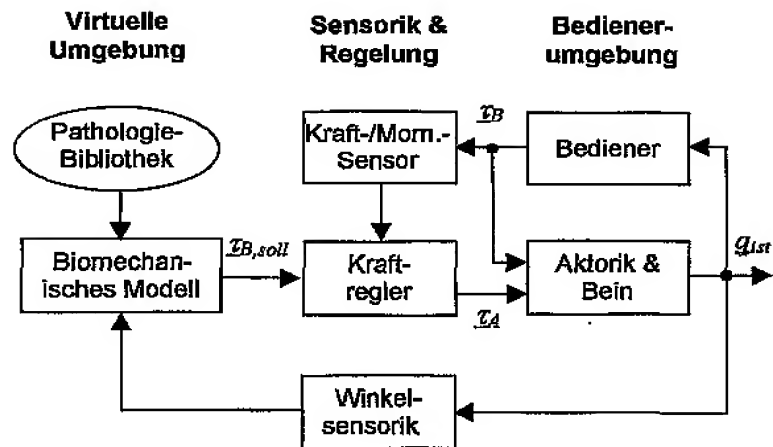 Virtuelle
Umgebung
Sensorik &
Regelung
Bediener-
umgebung
Pathologie-
Bibliothek
Kraft-/Mom.-
Sensor
τB
Bediener
Biomechan-
isches Modell
τB,soll
Kraft-
regler
τA
Aktorik &
Bein
qIst
Winkel-
sensorik